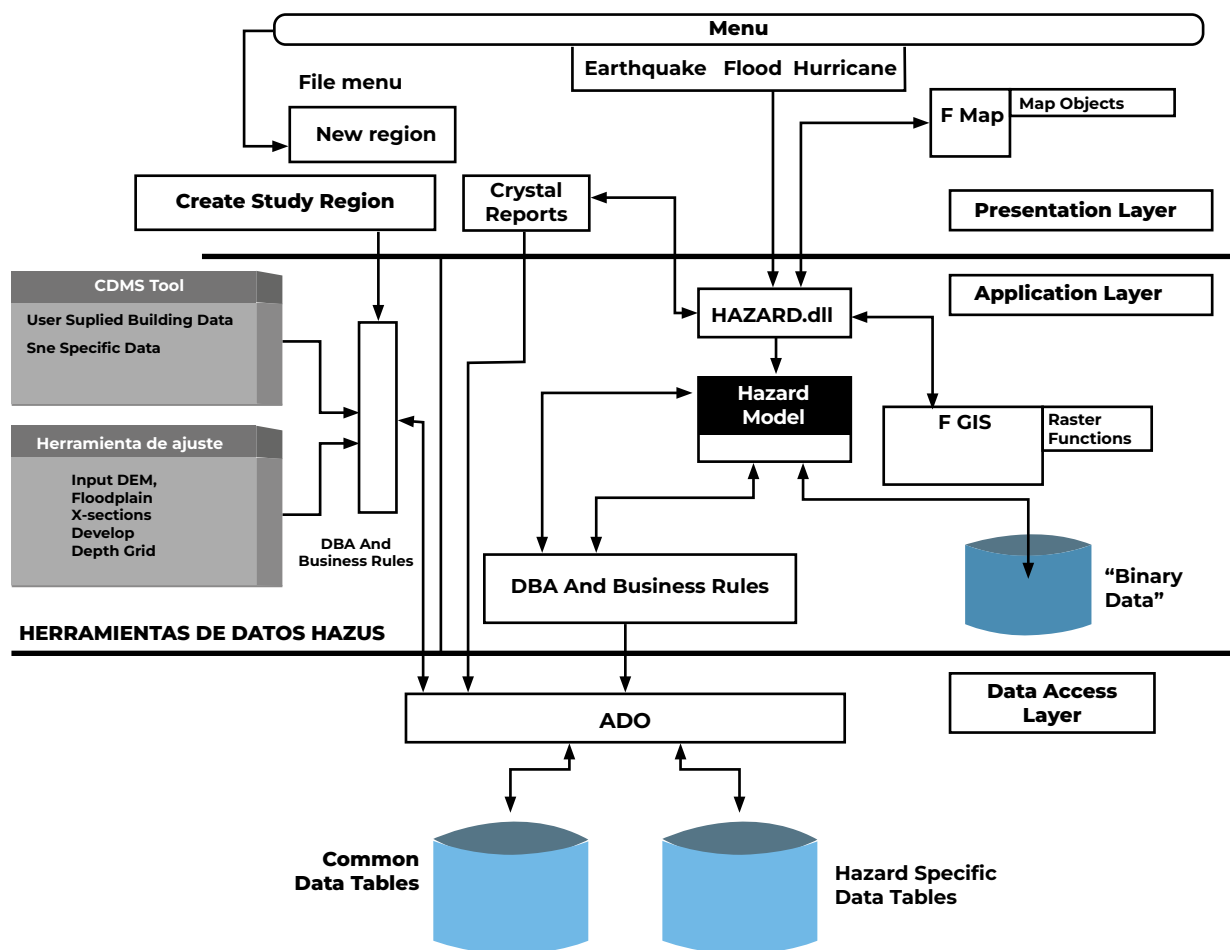 Menu
Earthquake Flood Hurricane
File menu
New region
F Map
Map Objects
Create Study Region
Crystal
Reports
Presentation Layer
CDMS Tool
User Suplied Building Data
Sne Specific Data
Application Layer
HAZARD.dll
Hazard
Model
F GIS
Raster
Functions
Herramienta de ajuste
Input DEM,
Floodplain
X-sections
Develop
Depth Grid
DBA And
Business Rules
DBA And Business Rules
“Binary
Data”
HERRAMIENTAS DE DATOS HAZUS
Data Access
Layer
ADO
Common
Data Tables
Hazard Specific
Data Tables